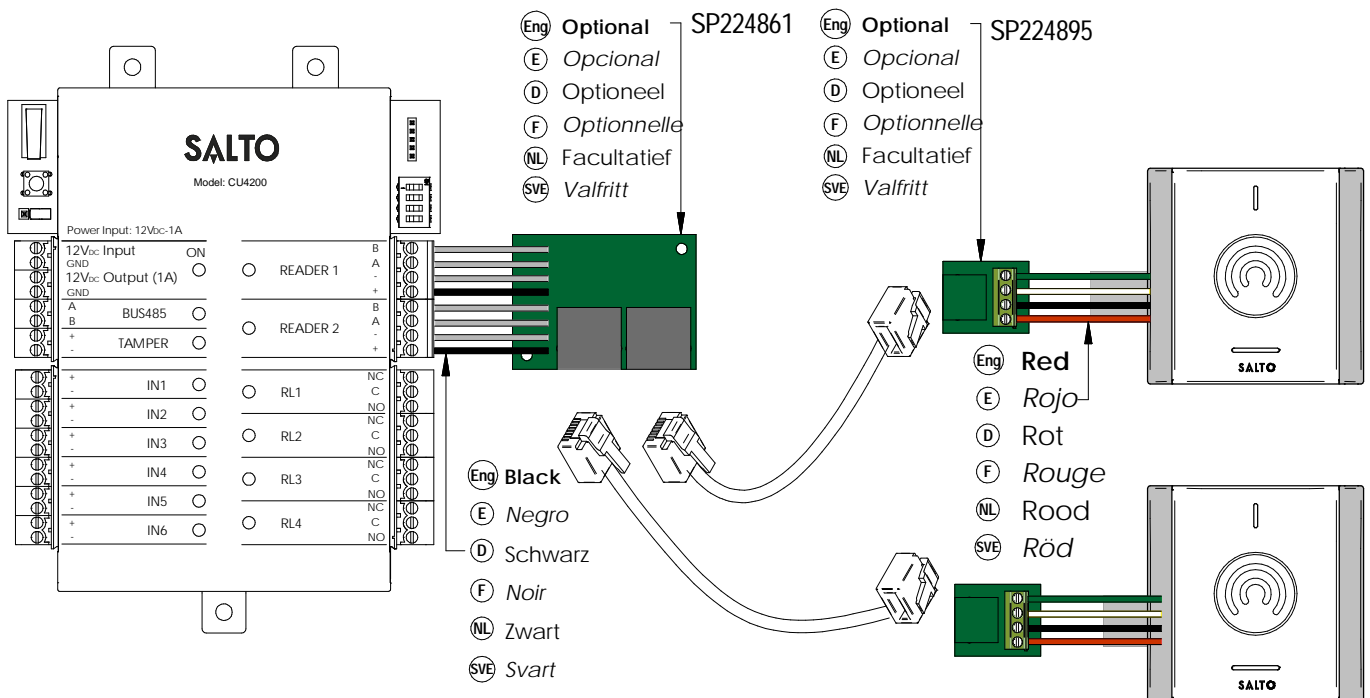 Eng Optional SP224861
E Opcional
D Optioneel
F Optionnelle
NL Facultatief
SVE Valfritt
Eng Optional SP224895
E Opcional
D Optioneel
F Optionnelle
NL Facultatief
SVE Valfritt
SALTO
Model: CU4200
Power Input: 12VDC-1A
12VDC Input ON
GND
12VDC Output (1A)
GND
A
B
BUS485
+
-
TAMPER
+
-
IN1
+
-
IN2
+
-
IN3
+
-
IN4
+
-
IN5
+
-
IN6
READER 1
B
A
-
+
READER 2
B
A
-
+
RL1
NC
C
NO
RL2
NC
C
NO
RL3
NC
C
NO
RL4
NC
C
NO
Eng Black
E Negro
D Schwarz
F Noir
NL Zwart
SVE Svart
Eng Red
E Rojo
D Rot
F Rouge
NL Rood
SVE Röd
SALTO
SALTO